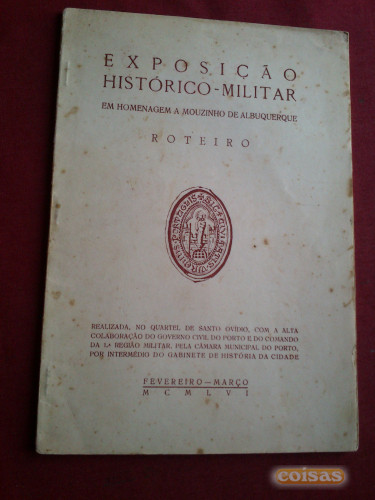 EXPOSIÇÃO
HISTÓRICO-MILITAR
EM HOMENAGEM A MOUZINHO DE ALBUQUERQUE
ROTEIRO
REALIZADA, NO QUARTEL DE SANTO OVÍDIO, COM A ALTA
COLABORAÇÃO DO GOVERNO CIVIL DO PORTO E DO COMANDO
DA 1.ª REGIÃO MILITAR, PELA CÂMARA MUNICIPAL DO PORTO,
POR INTERMÉDIO DO GABINETE DE HISTÓRIA DA CIDADE
FEVEREIRO—MARÇO
MCMLVI
coisas